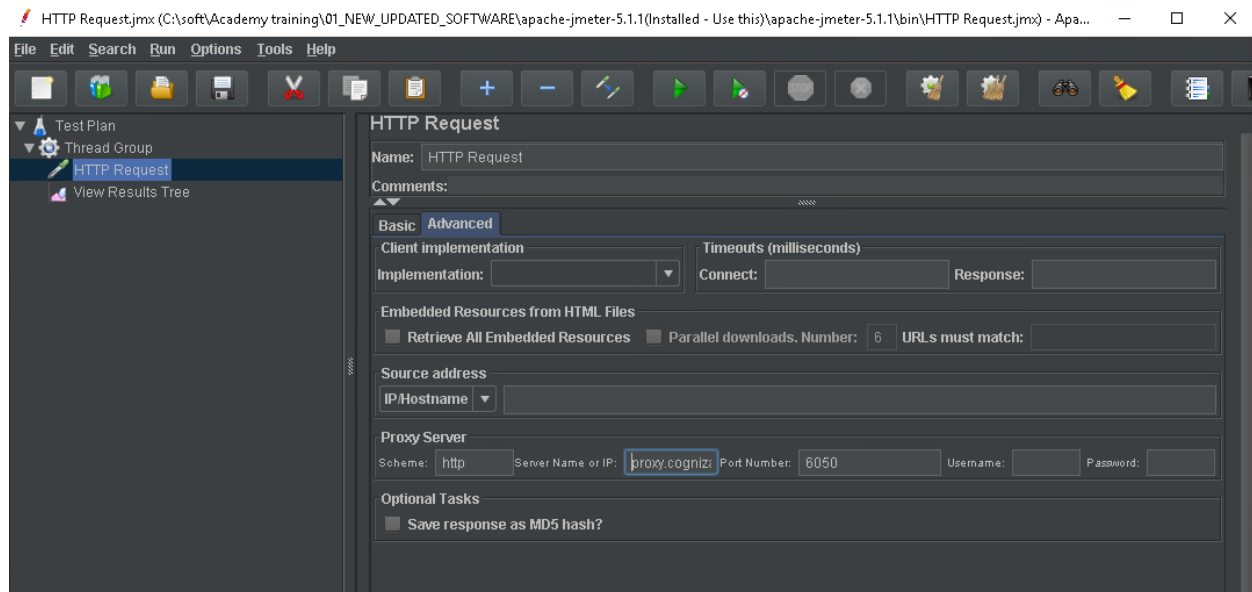 HTTP Request.jmx (C:\soft\Academy training\01_NEW_UPDATED_SOFTWARE\apache-jmeter-5.1.1(Installed - Use this)\apache-jmeter-5.1.1\bin\HTTP Request.jmx) - Apa...
File Edit Search Run Options Tools Help
STOP
Test Plan
Thread Group
HTTP Request
View Results Tree
HTTP Request
Name: HTTP Request
Comments:
Basic Advanced
Client implementation Timeouts (milliseconds)
Implementation: Connect: Response:
Embedded Resources from HTML Files
Retrieve All Embedded Resources Parallel downloads. Number: 6 URLs must match:
Source address
IP/Hostname
Proxy Server
Scheme: http Server Name or IP: proxy.cogniza Port Number: 6050 Username: Password:
Optional Tasks
Save response as MD5 hash?